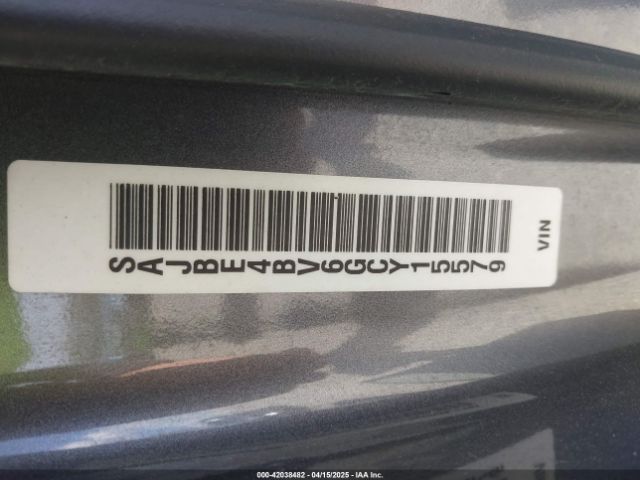 SAJBE4BV6GCY15579
VIN
000-42038482 - 04/15/2025 - IAA Inc.